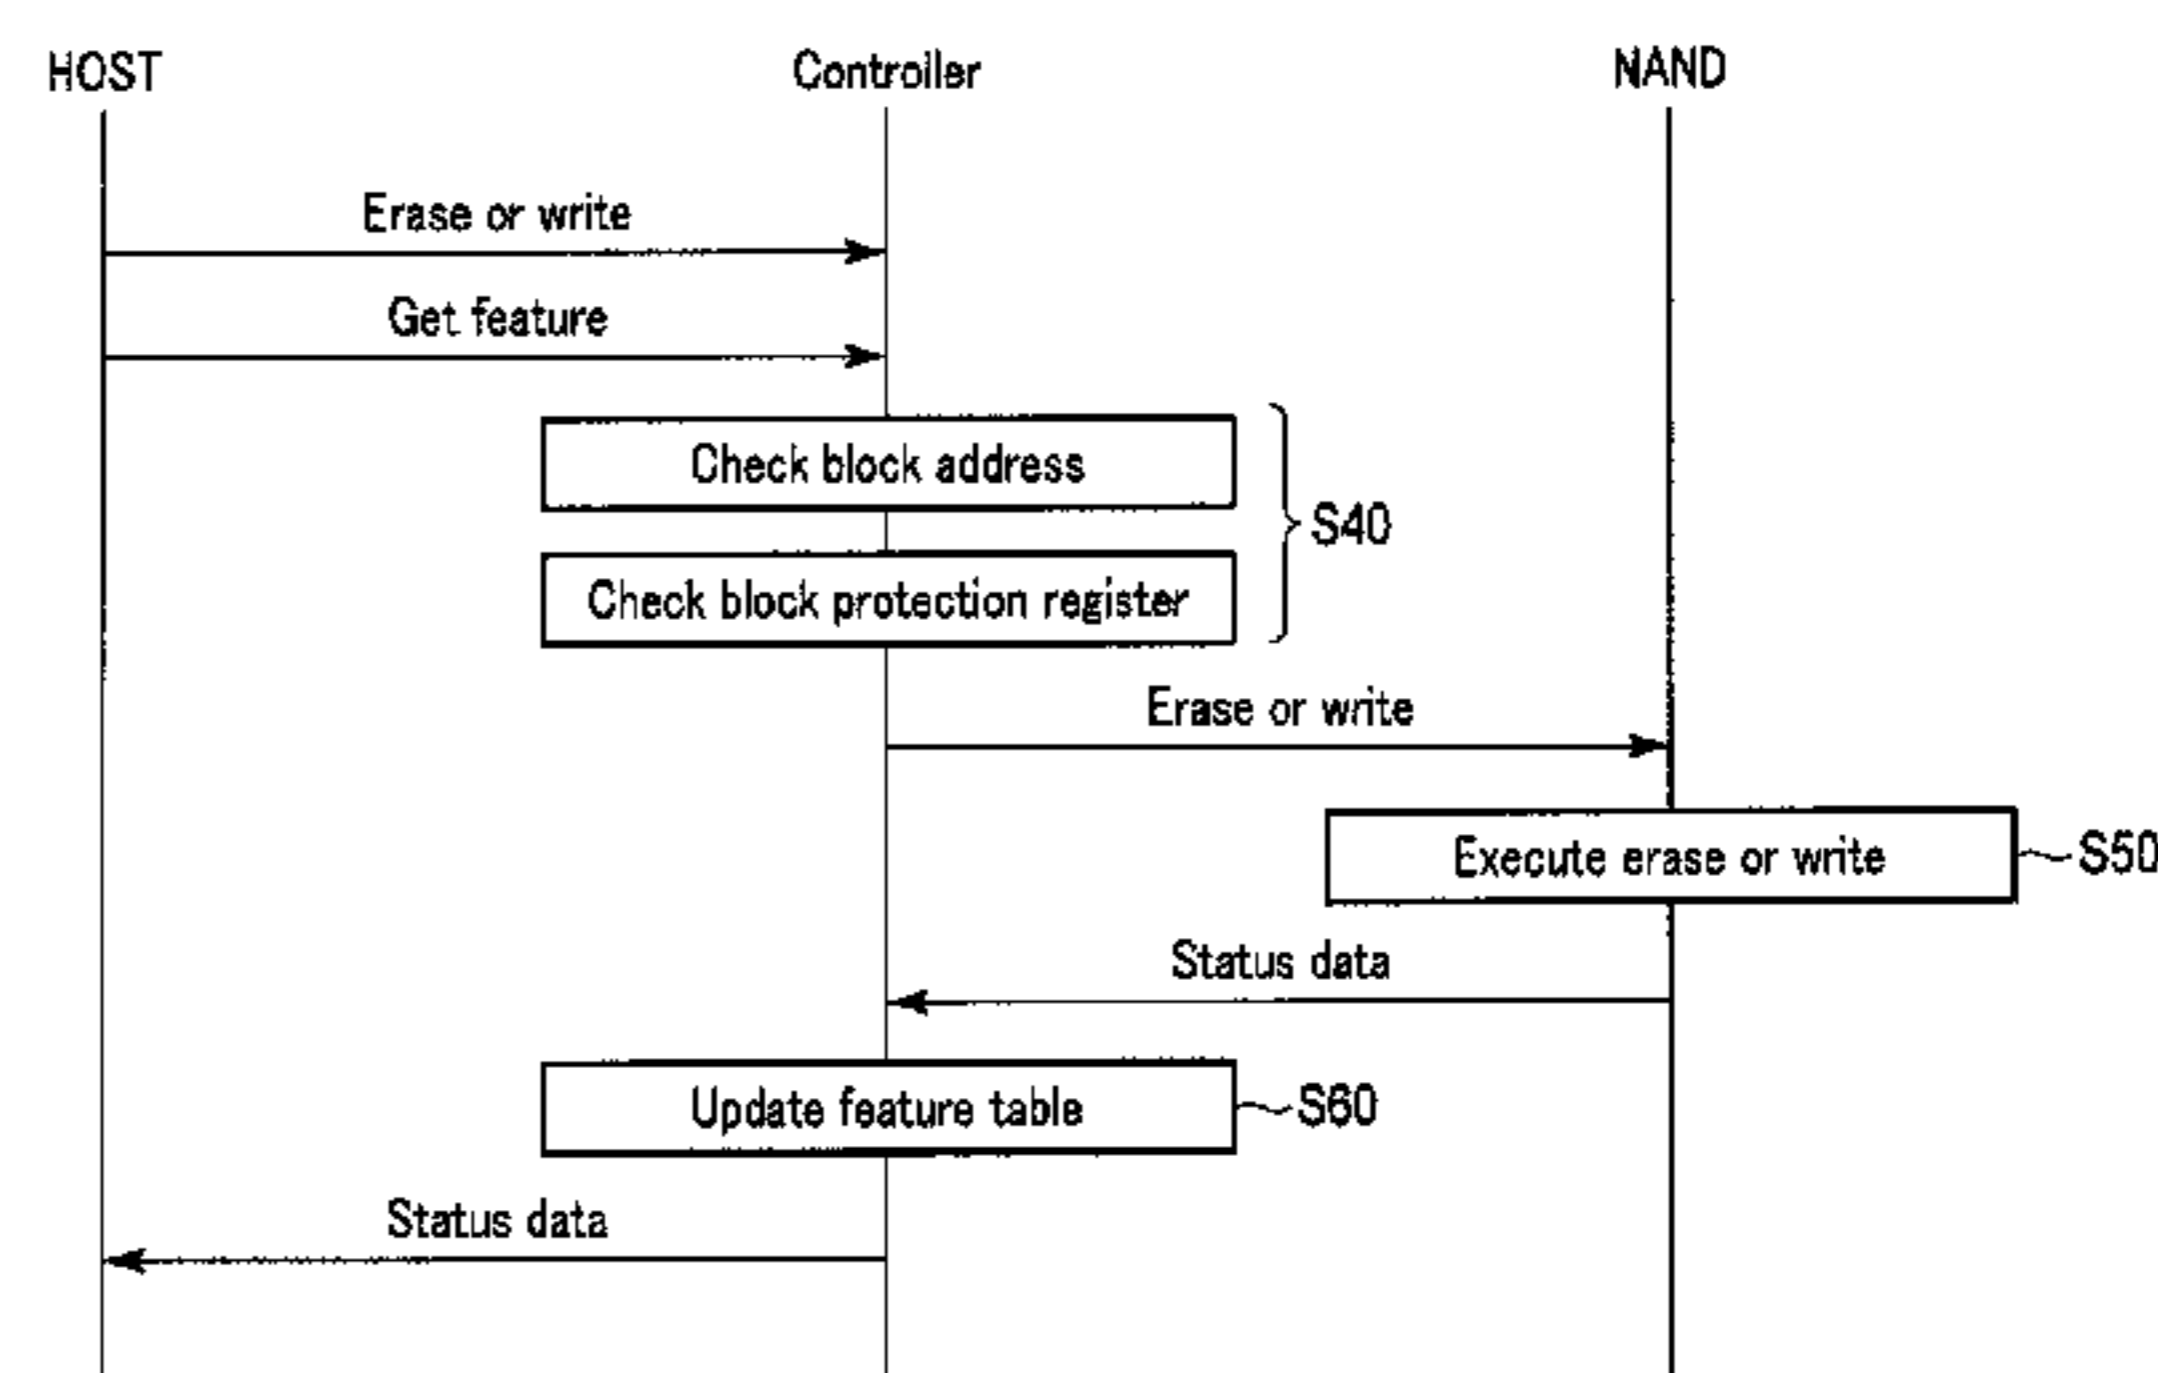 HOST Controller NAND
Erase or write
Get feature
Check block address
S40
Check block protection register
Erase or write
Execute erase or write S50
Status data
Update feature table S60
Status data